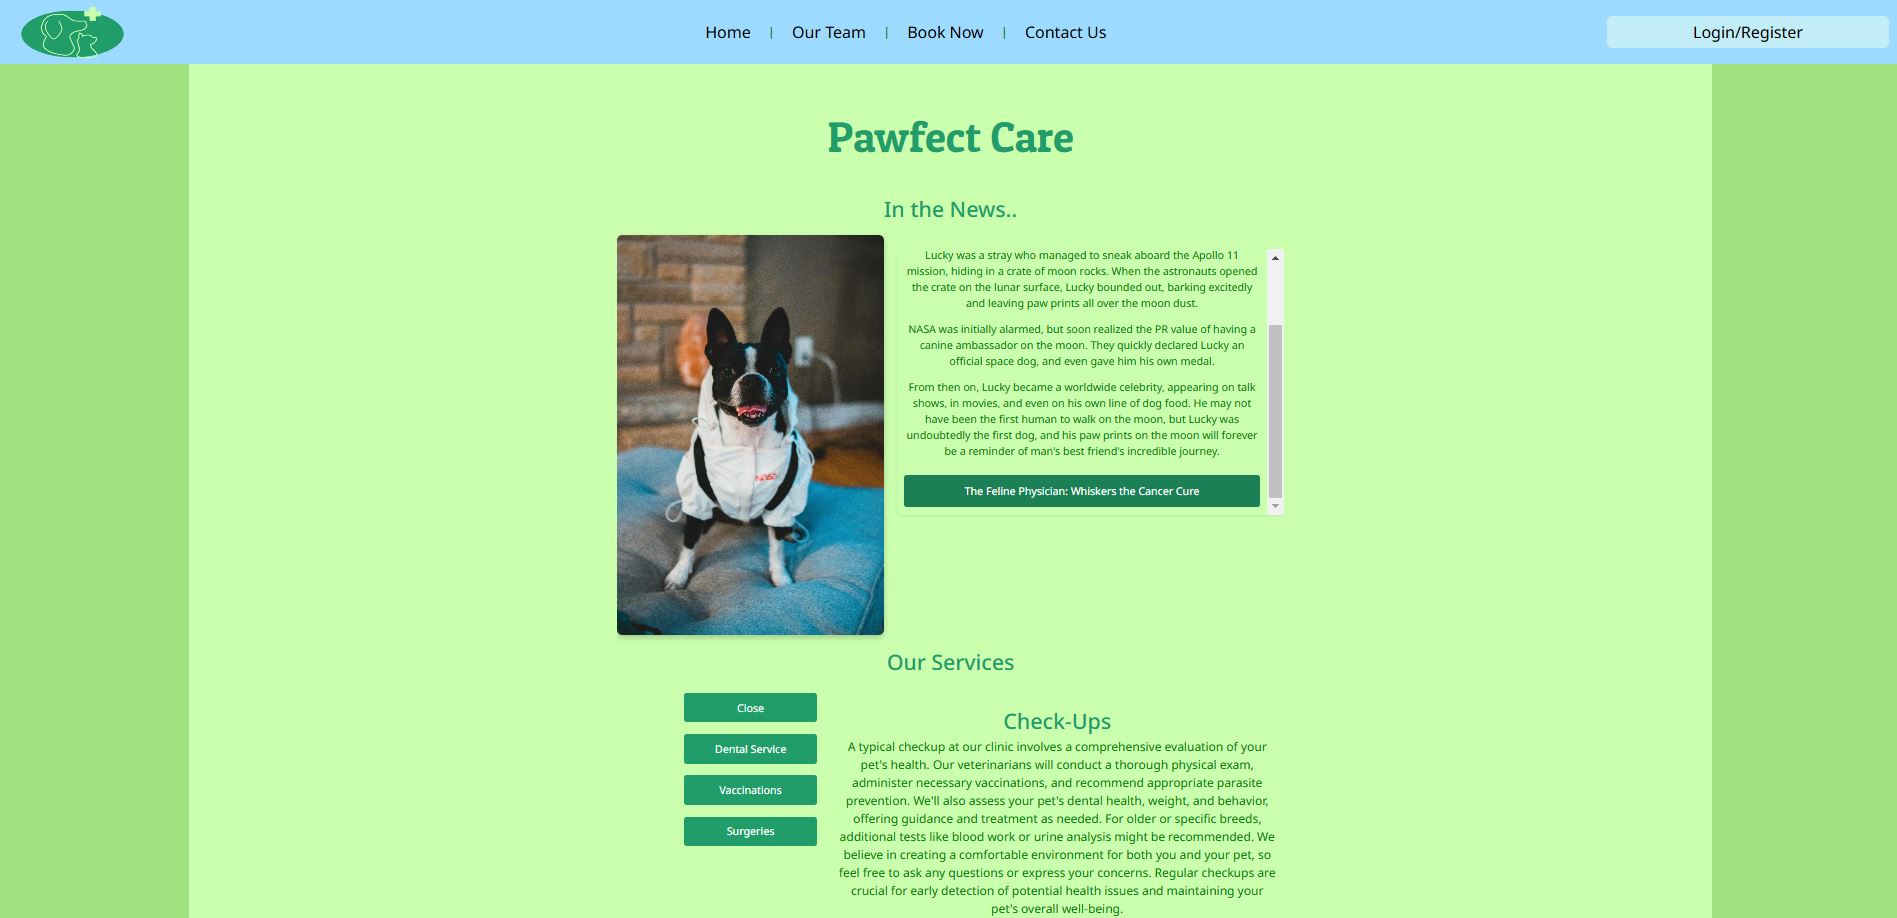 Home | Our Team | Book Now | Contact Us
Login/Register
Pawfect Care
In the News..
Lucky was a stray who managed to sneak aboard the Apollo 11
mission, hiding in a crate of moon rocks. When the astronauts opened
the crate on the lunar surface, Lucky bounded out, barking excitedly
and leaving paw prints all over the moon dust.
NASA was initially alarmed, but soon realized the PR value of having a
canine ambassador on the moon. They quickly declared Lucky an
official space dog, and even gave him his own medal.
From then on, Lucky became a worldwide celebrity, appearing on talk
shows, in movies, and even on his own line of dog food. He may not
have been the first human to walk on the moon, but Lucky was
undoubtedly the first dog, and his paw prints on the moon will forever
be a reminder of man's best friend's incredible journey.
The Feline Physician: Whiskers the Cancer Cure
NASA
Our Services
Close
Dental Service
Vaccinations
Surgeries
Check-Ups
A typical checkup at our clinic involves a comprehensive evaluation of your
pet's health. Our veterinarians will conduct a thorough physical exam,
administer necessary vaccinations, and recommend appropriate parasite
prevention. We'll also assess your pet's dental health, weight, and behavior,
offering guidance and treatment as needed. For older or specific breeds,
additional tests like blood work or urine analysis might be recommended. We
believe in creating a comfortable environment for both you and your pet, so
feel free to ask any questions or express your concerns. Regular checkups are
crucial for early detection of potential health issues and maintaining your
pet's overall well-being.